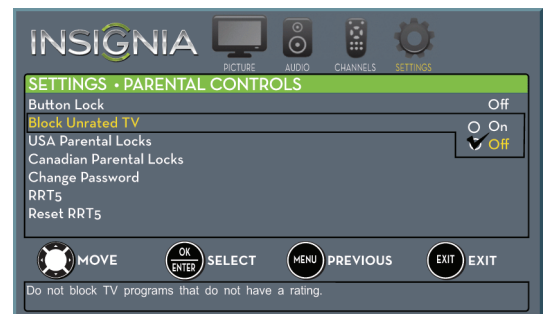 INSIGNIA
PICTURE AUDIO CHANNELS SETTINGS
SETTINGS • PARENTAL CONTROLS
Button Lock Off
Block Unrated TV On
USA Parental Locks Off
Canadian Parental Locks
Change Password
RRT5
Reset RRT5
MOVE OK ENTER SELECT MENU PREVIOUS EXIT EXIT
Do not block TV programs that do not have a rating.